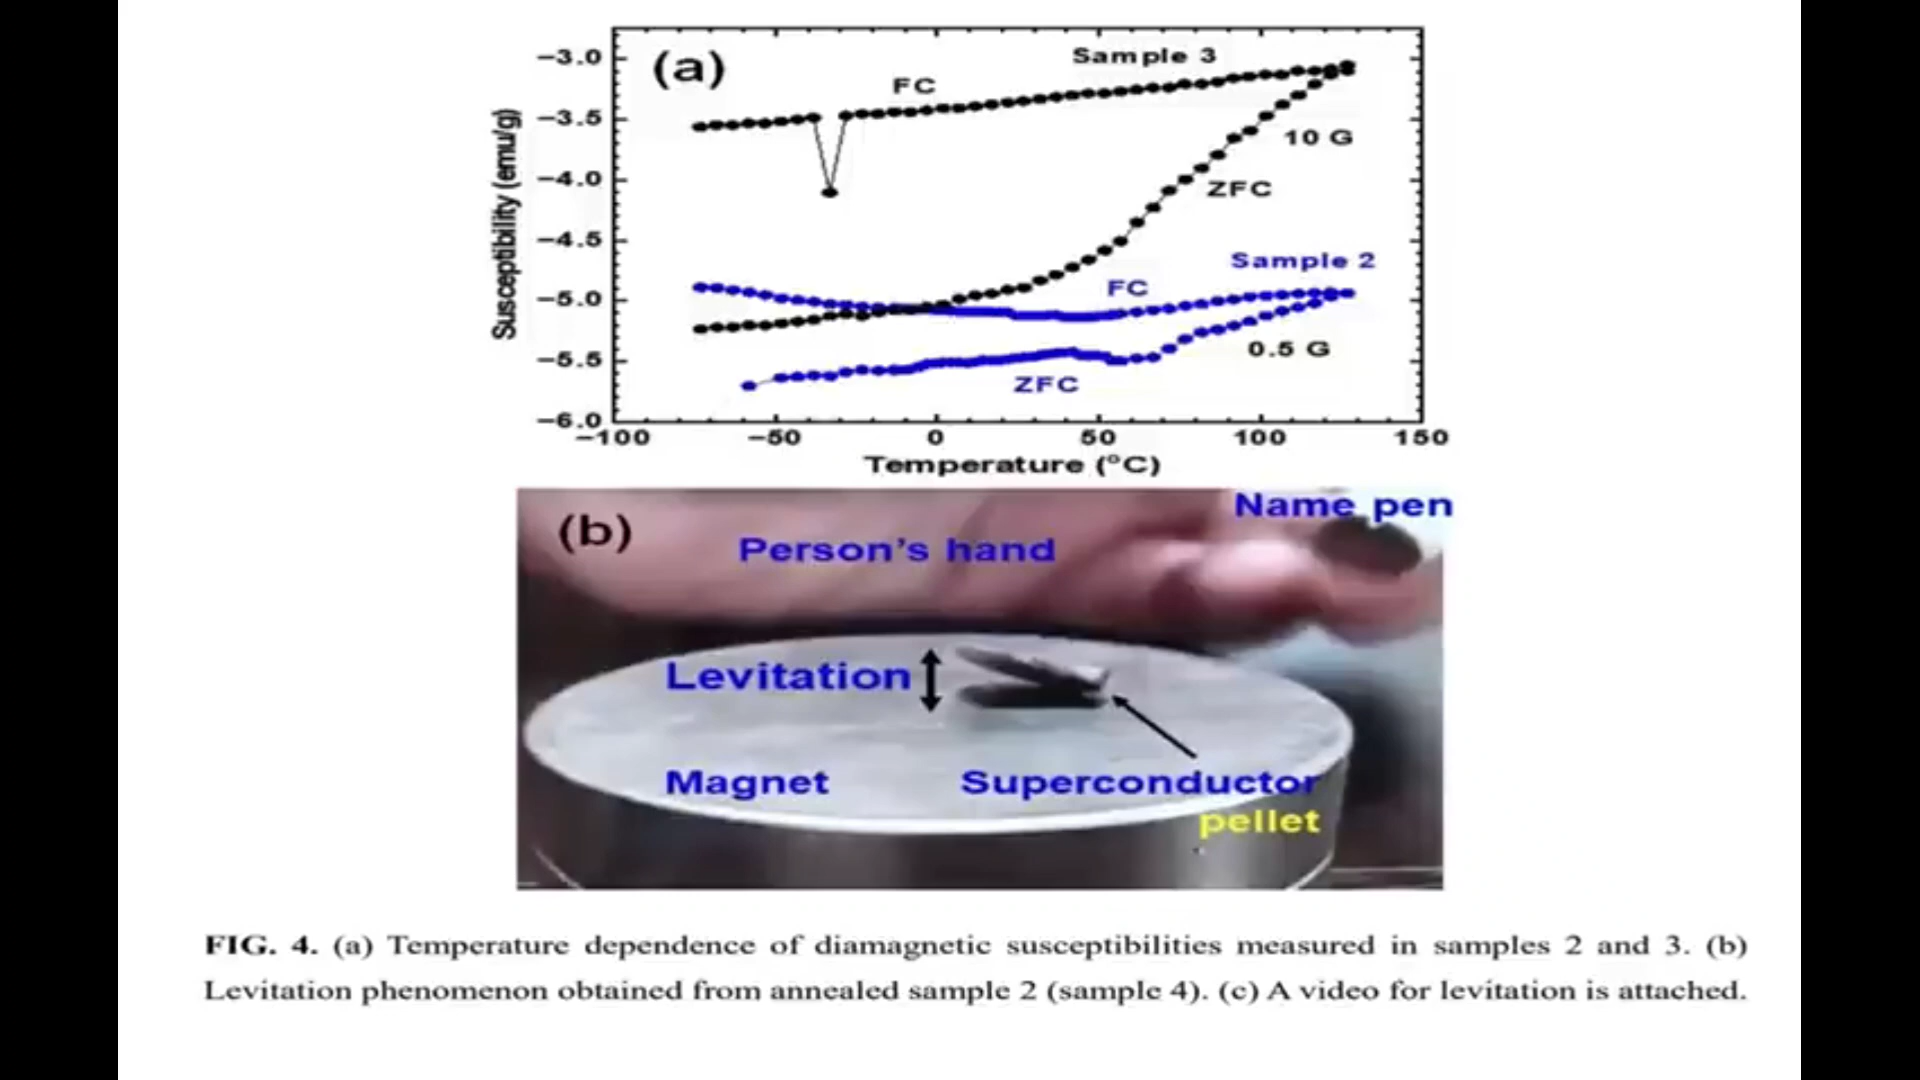 (a)
Sample 3
FC
10 G
ZFC
Sample 2
FC
0.5 G
ZFC
−3.0
−3.5
−4.0
−4.5
−5.0
−5.5
−6.0
Susceptibility (emu/g)
−100 −50 0 50 100 150
Temperature (°C)
Name pen
(b)
Person's hand
Levitation
Magnet
Superconductor
pellet
FIG. 4. (a) Temperature dependence of diamagnetic susceptibilities measured in samples 2 and 3. (b)
Levitation phenomenon obtained from annealed sample 2 (sample 4). (c) A video for levitation is attached.